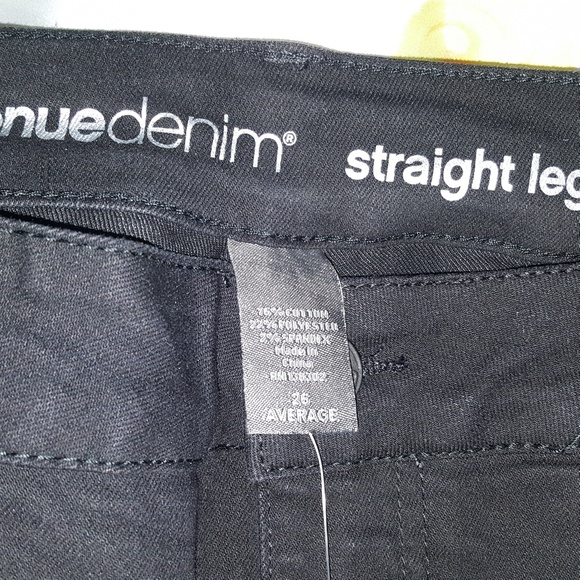 nuedenim®
straight leg
76% COTTON
22% POLYESTER
2% SPANDEX
Made in
China
26
AVERAGE